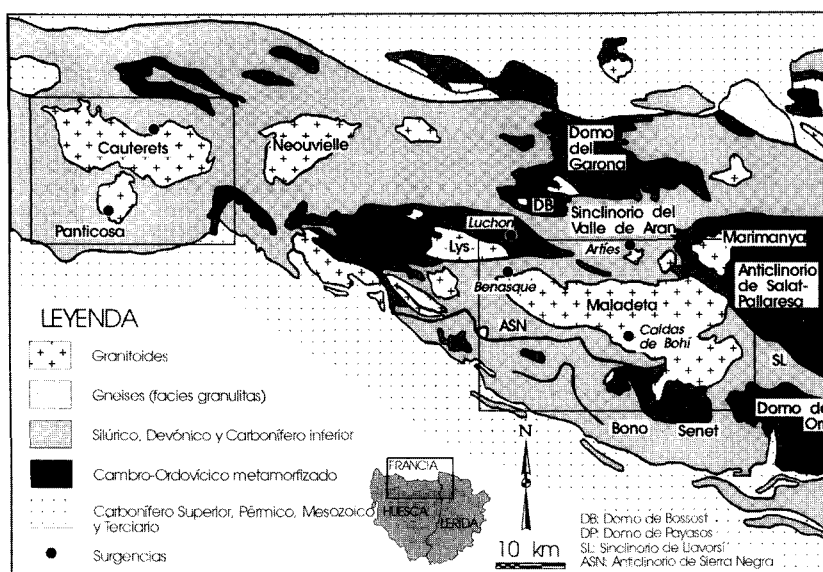 Cauterets
Neouvielle
Panticosa
Domo
del
Garona
DB
Sinclinorio del
Valle de Aran
Luchon
Lys
Arties
Marimanya
Benasque
Maladeta
Anticlinorio
de Salat-
Pallaresa
ASN
Caldas
de Bohí
SL
Bono
Senet
Domo de
Or
LEYENDA
Granitoides
Gneises (facies granulitas)
Silúrico, Devónico y Carbonífero inferior
Cambro-Ordovícico metamorfizado
Carbonífero Superior, Pérmico, Mesozoico
y Terciario
Surgencias
FRANCIA
HUESCA
LERIDA
N
10 km
DB: Domo de Bossost
DP: Domo de Payasos
SL: Sinclinorio de Llavorsí
ASN: Anticlinorio de Sierra Negra